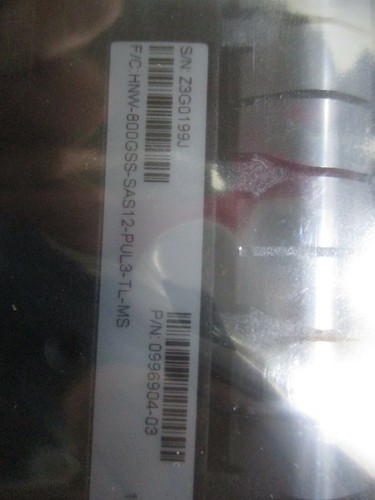 S/N: Z3G0199J
F/C: HNW-800GSS-SAS12-PUL3-TL-MS
P/N: 0996904-03